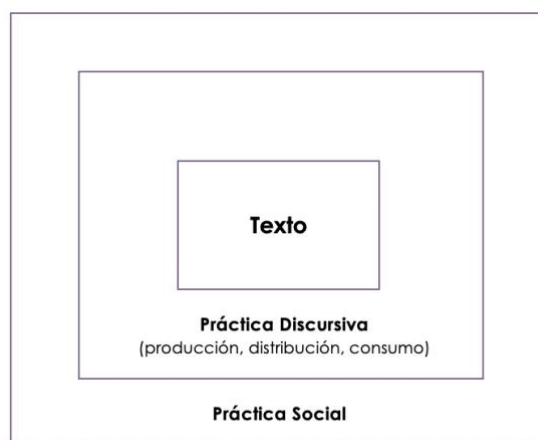 Texto
Práctica Discursiva
(producción, distribución, consumo)
Práctica Social